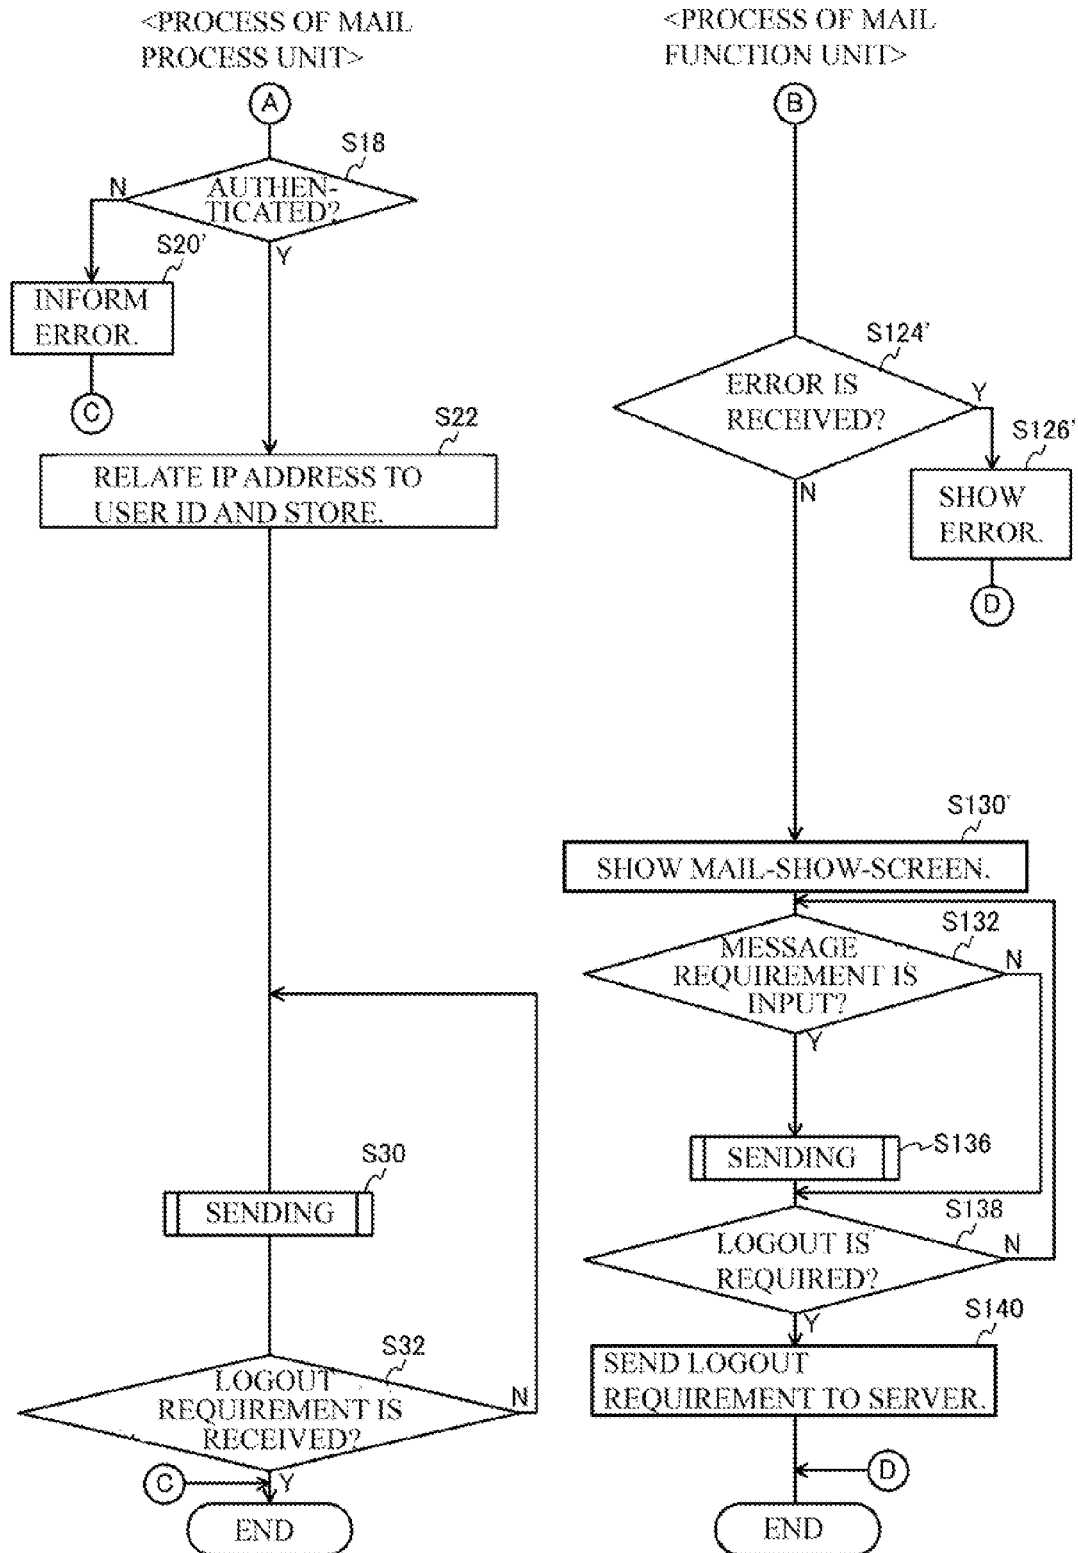 <PROCESS OF MAIL
PROCESS UNIT>
A
S18
AUTHEN-
TICATED?
N
Y
S20'
INFORM
ERROR.
C
S22
RELATE IP ADDRESS TO
USER ID AND STORE.
S30
SENDING
S32
LOGOUT
REQUIREMENT IS
RECEIVED?
N
C
Y
END
<PROCESS OF MAIL
FUNCTION UNIT>
B
S124'
ERROR IS
RECEIVED?
Y
N
S126'
SHOW
ERROR.
D
S130'
SHOW MAIL-SHOW-SCREEN.
S132
MESSAGE
REQUIREMENT IS
INPUT?
N
Y
SENDING
S136
S138
LOGOUT IS
REQUIRED?
N
Y
S140
SEND LOGOUT
REQUIREMENT TO SERVER.
D
END